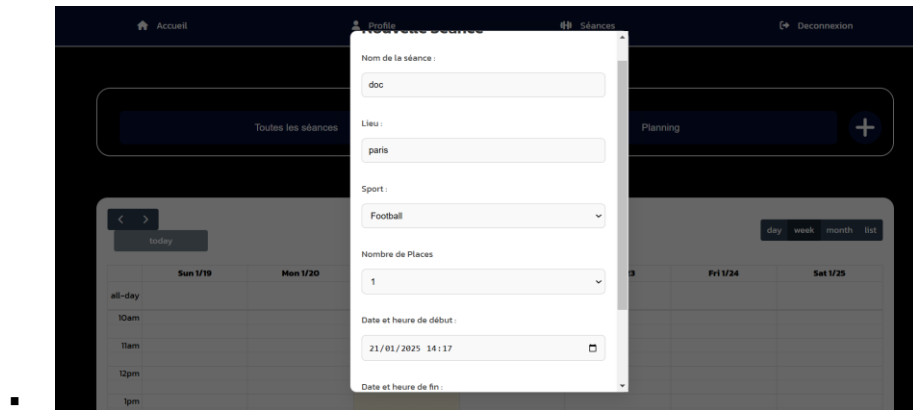 Accueil Profile Séances Deconnexion
Nouvelle Séance
Nom de la séance :
doc
Toutes les séances Lieu : Planning
paris
Sport :
Football
today day week month list
Nombre de Places
Sun 1/19 Mon 1/20 23 Fri 1/24 Sat 1/25
1
all-day
10am
Date et heure de début :
11am
21/01/2025 14:17
12pm
Date et heure de fin :
1pm